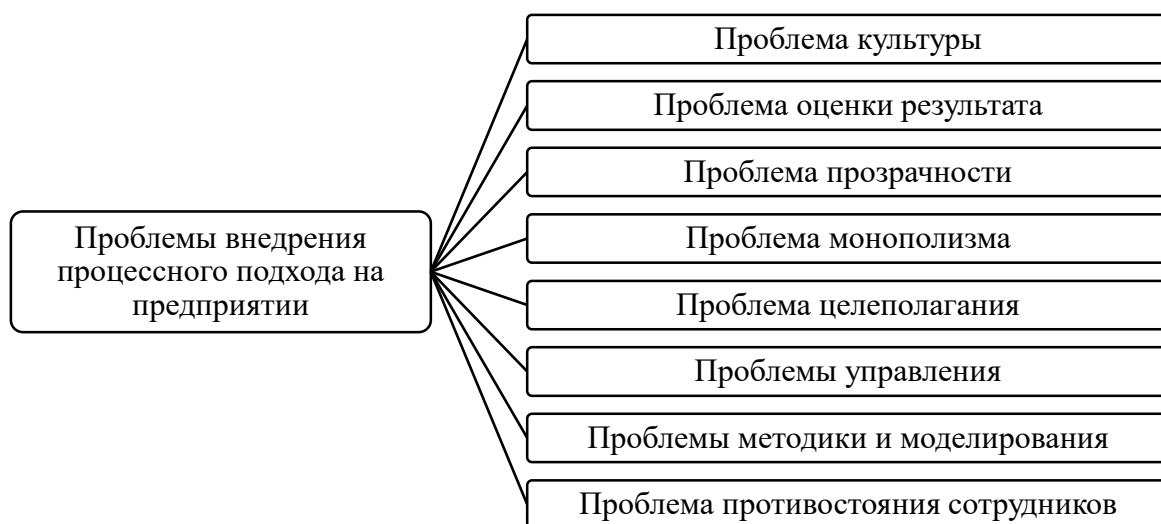 Проблемы внедрения
процессного подхода на
предприятии
Проблема культуры
Проблема оценки результата
Проблема прозрачности
Проблема монополизма
Проблема целеполагания
Проблемы управления
Проблемы методики и моделирования
Проблема противостояния сотрудников